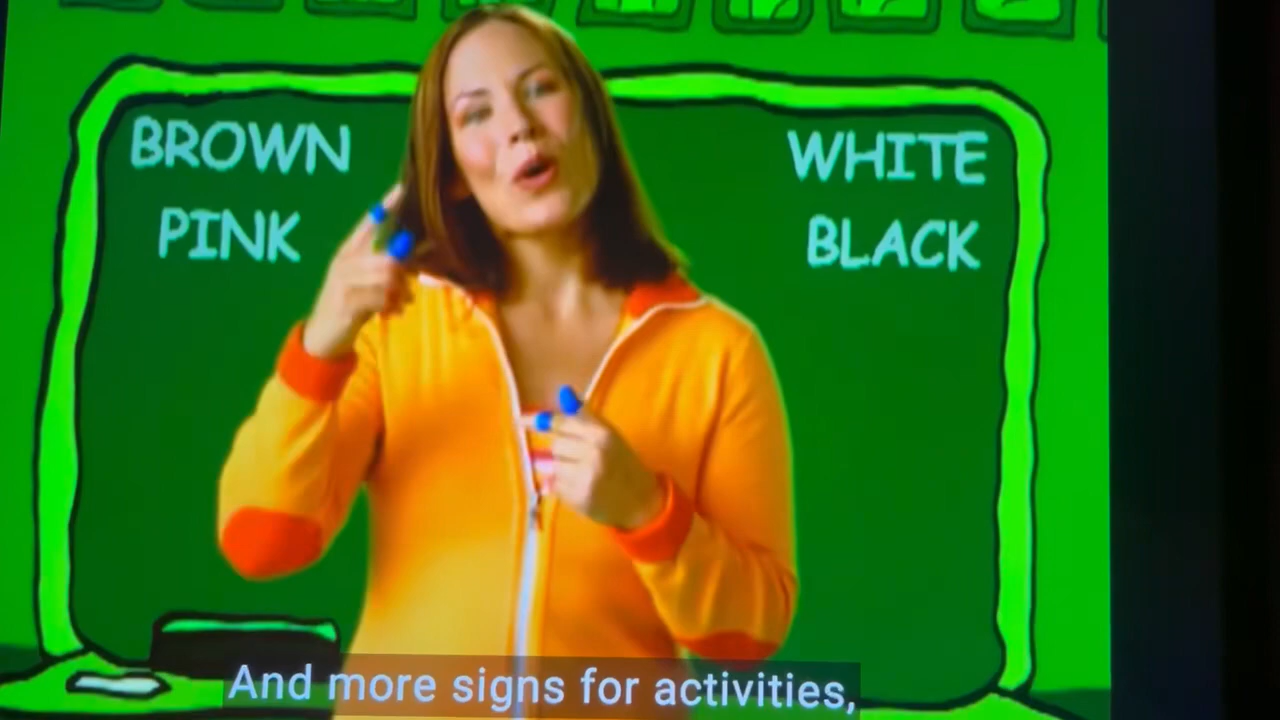 BROWN
PINK
WHITE
BLACK
And more signs for activities,